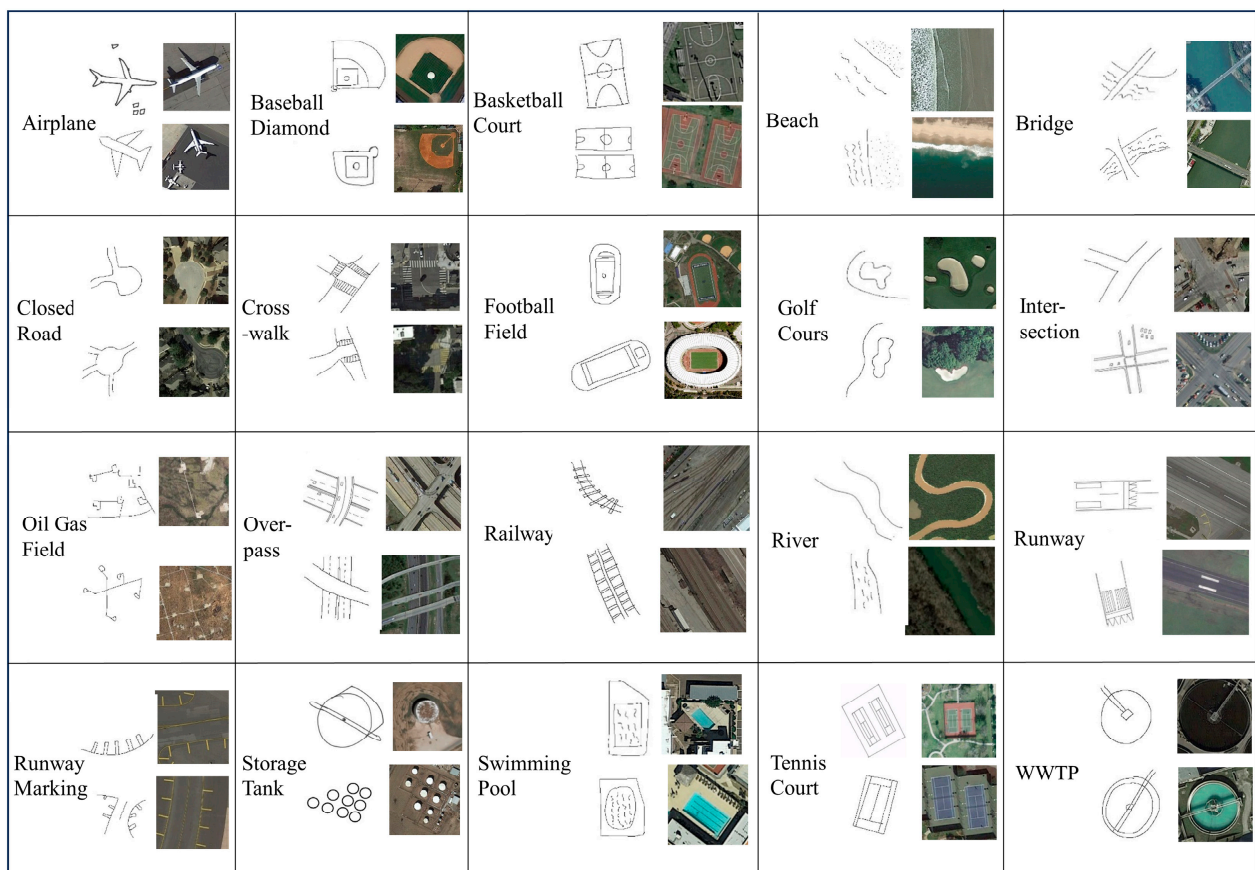 Airplane
Baseball
Diamond
Basketball
Court
Beach
Bridge
Closed
Road
Cross
-walk
Football
Field
Golf
Cours
Inter-
section
Oil Gas
Field
Over-
pass
Railway
River
Runway
Runway
Marking
Storage
Tank
Swimming
Pool
Tennis
Court
WWTP